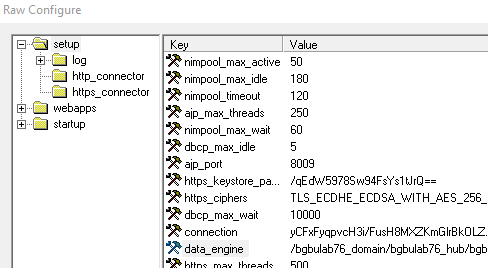 Raw Configure
setup
log
http_connector
https_connector
webapps
startup
Key Value
nimpool_max_active 50
nimpool_max_idle 180
nimpool_timeout 120
ajp_max_threads 250
nimpool_max_wait 60
dbcp_max_idle 5
ajp_port 8009
https_keystore_pa... /qEdW5978Sw94FsYs1tJrQ==
https_ciphers TLS_ECDHE_ECDSA_WITH_AES_256_
dbcp_max_wait 10000
connection yCFxFyqpvcH3i/FusH8MXZKmGIrBkOLZ
data_engine /bgbulab76_domain/bgbulab76_hub/bgb
https_max_threads 500